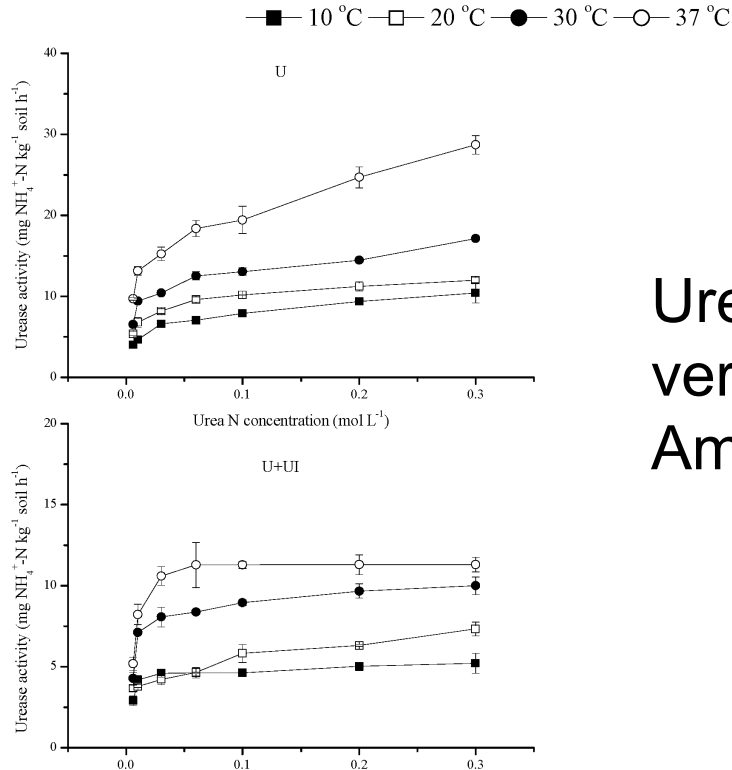 10 °C 20 °C 30 °C 37 °C
U
Urease activity (mg NH₄⁺-N kg⁻¹ soil h⁻¹)
40
30
20
10
0
0.0 0.1 0.2 0.3
Urea N concentration (mol L⁻¹)
U+UI
Urease activity (mg NH₄⁺-N kg⁻¹ soil h⁻¹)
20
15
10
5
0
0.0 0.1 0.2 0.3
Ure
ver
Am